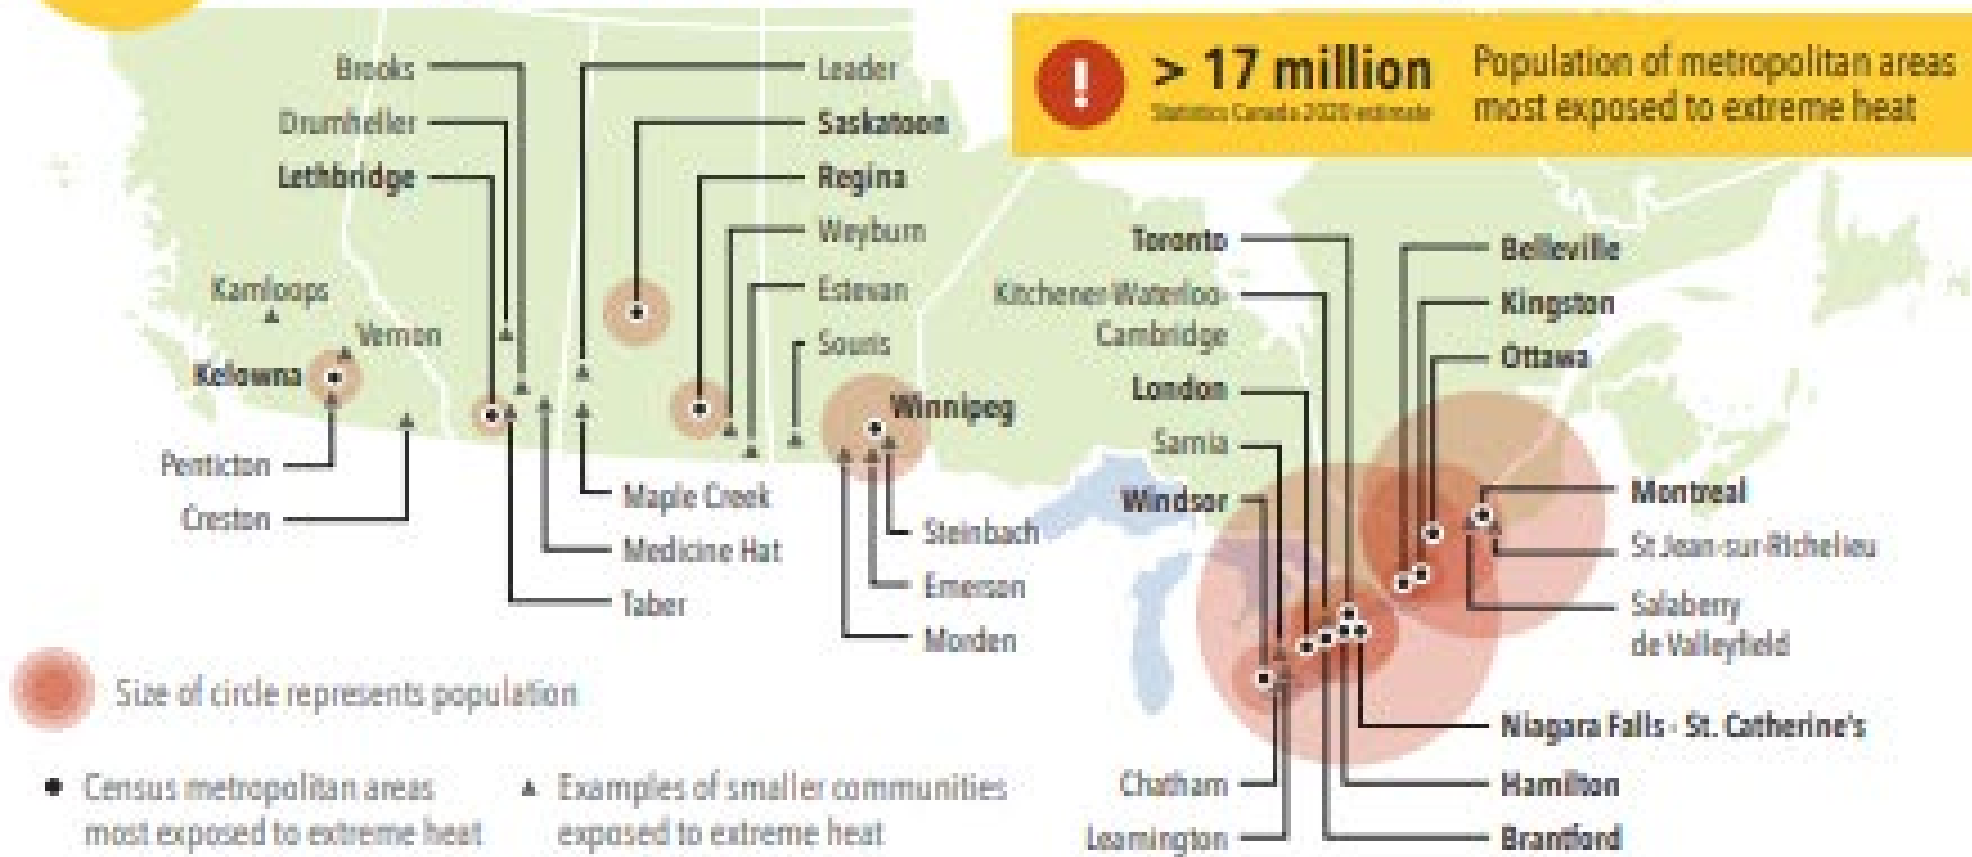 > 17 million
Statistics Canada 2020 estimate
Population of metropolitan areas
most exposed to extreme heat
Brooks
Drumheller
Lethbridge
Leader
Saskatoon
Regina
Weyburn
Estevan
Souris
Kamloops
Vernon
Kelowna
Winnipeg
Penticton
Creston
Maple Creek
Medicine Hat
Taber
Steinbach
Emerson
Morden
Toronto
Kitchener-Waterloo-
Cambridge
London
Sarnia
Windsor
Belleville
Kingston
Ottawa
Montreal
St Jean-sur-Richelieu
Salaberry
de Valleyfield
Niagara Falls - St. Catherine's
Chatham
Hamilton
Leamington
Brantford
Size of circle represents population
Census metropolitan areas
most exposed to extreme heat
Examples of smaller communities
exposed to extreme heat